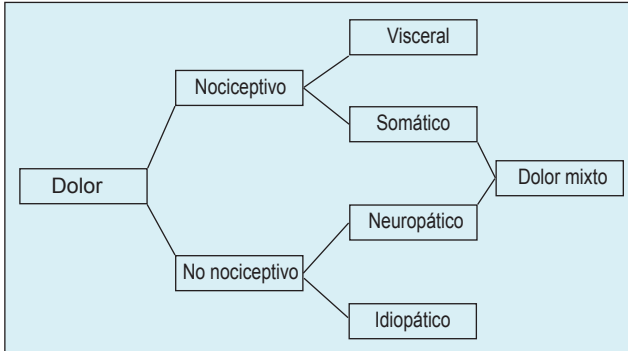 Visceral
Nociceptivo
Somático
Dolor
Dolor mixto
Neuropático
No nociceptivo
Idiopático